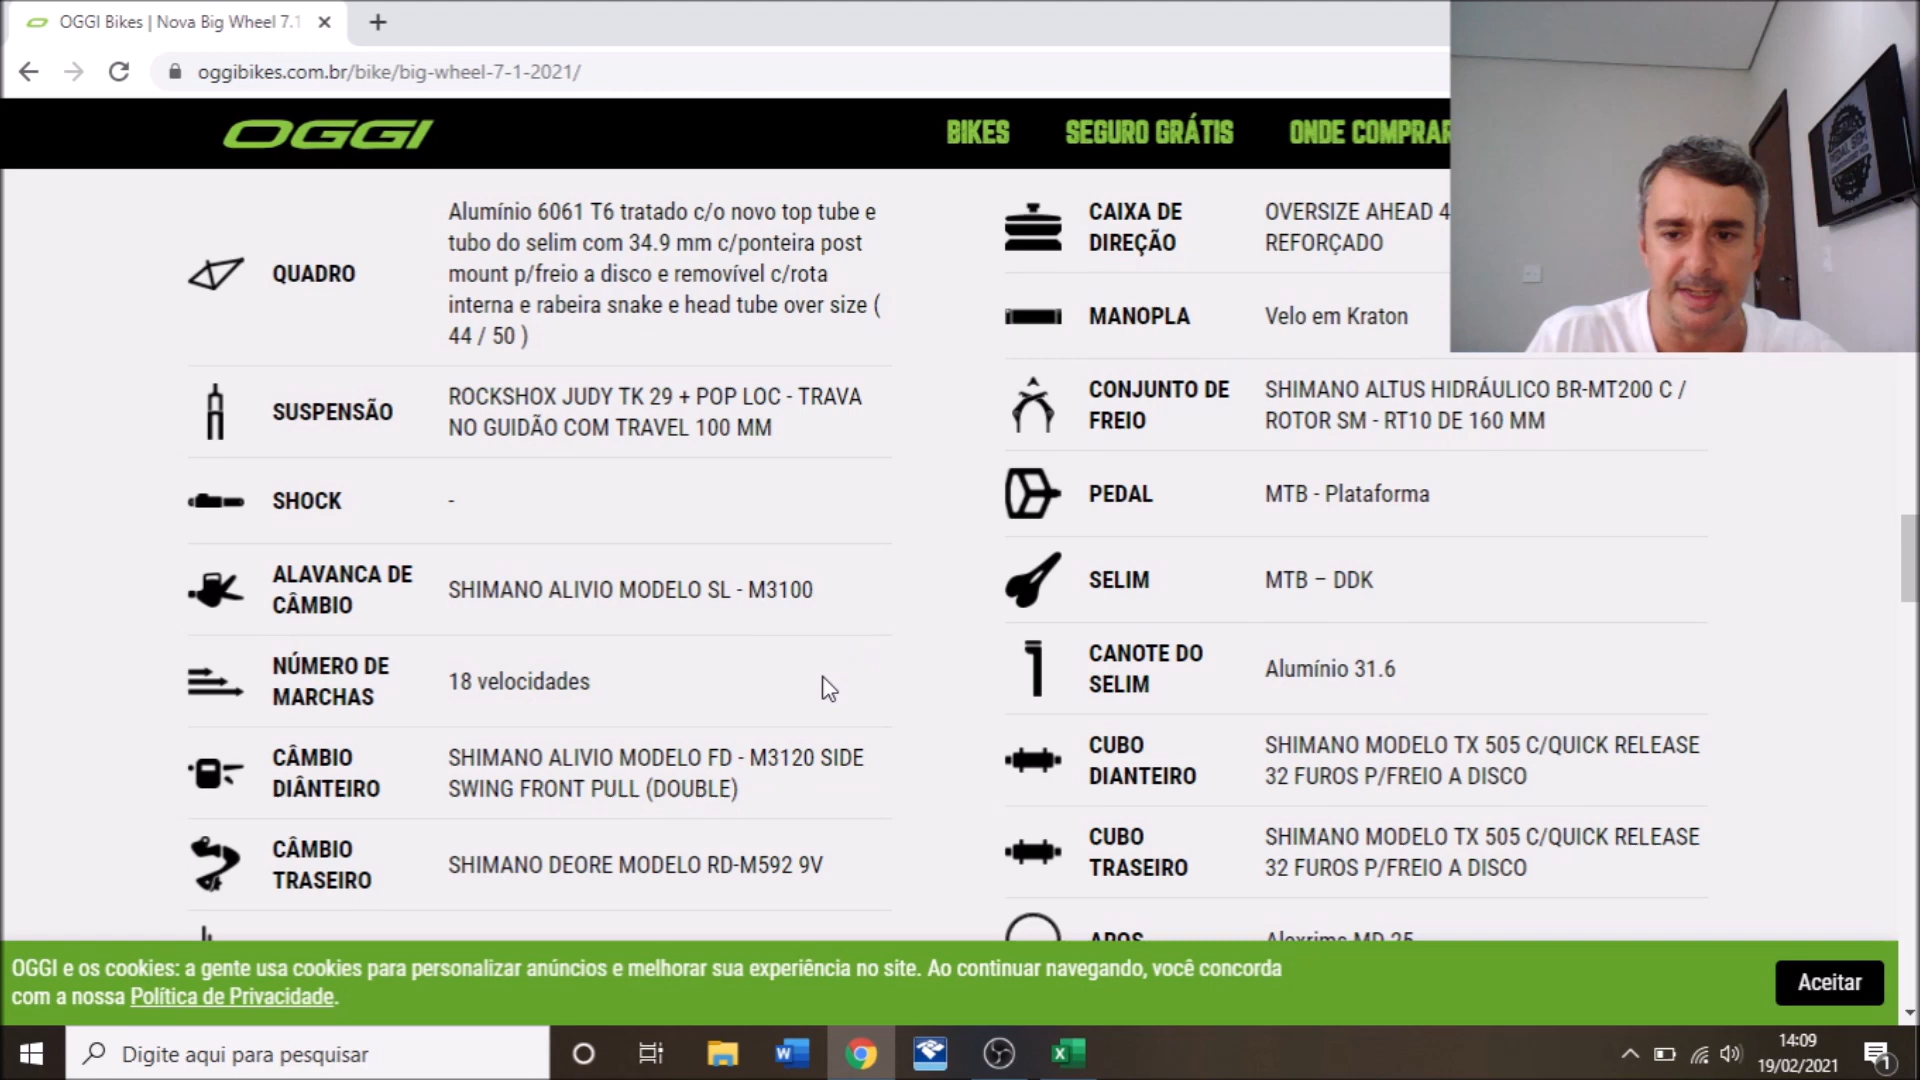 OGGI Bikes | Nova Big Wheel 7.1
oggibikes.com.br/bike/big-wheel-7-1-2021/
OGGI
BIKES
SEGURO GRÁTIS
ONDE COMPRAR
QUADRO
Alumínio 6061 T6 tratado c/o novo top tube e
tubo do selim com 34.9 mm c/ponteira post
mount p/freio a disco e removível c/rota
interna e rabeira snake e head tube over size (
44 / 50 )
SUSPENSÃO
ROCKSHOX JUDY TK 29 + POP LOC - TRAVA
NO GUIDÃO COM TRAVEL 100 MM
SHOCK
-
ALAVANCA DE
CÂMBIO
SHIMANO ALIVIO MODELO SL - M3100
NÚMERO DE
MARCHAS
18 velocidades
CÂMBIO
DIÂNTEIRO
SHIMANO ALIVIO MODELO FD - M3120 SIDE
SWING FRONT PULL (DOUBLE)
CÂMBIO
TRASEIRO
SHIMANO DEORE MODELO RD-M592 9V
CAIXA DE
DIREÇÃO
OVERSIZE AHEAD 4
REFORÇADO
MANOPLA
Velo em Kraton
CONJUNTO DE
FREIO
SHIMANO ALTUS HIDRÁULICO BR-MT200 C /
ROTOR SM - RT10 DE 160 MM
PEDAL
MTB - Plataforma
SELIM
MTB – DDK
CANOTE DO
SELIM
Alumínio 31.6
CUBO
DIANTEIRO
SHIMANO MODELO TX 505 C/QUICK RELEASE
32 FUROS P/FREIO A DISCO
CUBO
TRASEIRO
SHIMANO MODELO TX 505 C/QUICK RELEASE
32 FUROS P/FREIO A DISCO
AROS
Alexrims MD 25
OGGI e os cookies: a gente usa cookies para personalizar anúncios e melhorar sua experiência no site. Ao continuar navegando, você concorda
com a nossa Política de Privacidade.
Aceitar
Digite aqui para pesquisar
14:09
19/02/2021
1